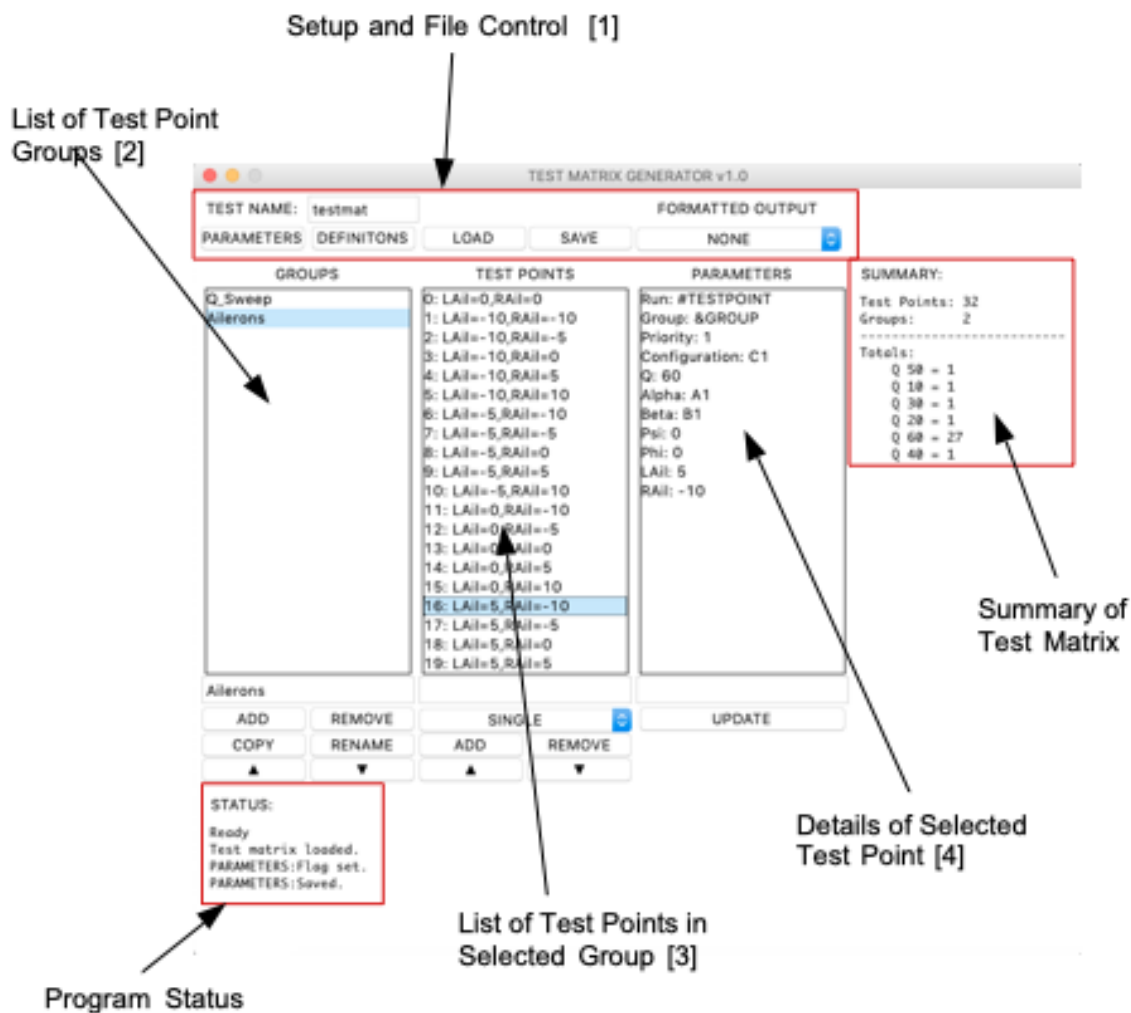 Setup and File Control [1]
List of Test Point
Groups [2]
TEST MATRIX GENERATOR v1.0
TEST NAME: testmat FORMATTED OUTPUT
PARAMETERS DEFINITONS LOAD SAVE NONE
GROUPS TEST POINTS PARAMETERS SUMMARY:
Q_Sweep
Ailerons
0: LAil=0,RAil=0
1: LAil=-10,RAil=-10
2: LAil=-10,RAil=-5
3: LAil=-10,RAil=0
4: LAil=-10,RAil=5
5: LAil=-10,RAil=10
6: LAil=-5,RAil=-10
7: LAil=-5,RAil=-5
8: LAil=-5,RAil=0
9: LAil=-5,RAil=5
10: LAil=-5,RAil=10
11: LAil=0,RAil=-10
12: LAil=0,RAil=-5
13: LAil=0,RAil=0
14: LAil=0,RAil=5
15: LAil=0,RAil=10
16: LAil=5,RAil=-10
17: LAil=5,RAil=-5
18: LAil=5,RAil=0
19: LAil=5,RAil=5
Run: #TESTPOINT
Group: &GROUP
Priority: 1
Configuration: C1
Q: 60
Alpha: A1
Beta: B1
Psi: 0
Phi: 0
LAil: 5
RAil: -10
Test Points: 32
Groups: 2
---------------------------
Totals:
Q 50 = 1
Q 10 = 1
Q 30 = 1
Q 20 = 1
Q 60 = 27
Q 40 = 1
Summary of
Test Matrix
Ailerons
ADD REMOVE SINGLE UPDATE
COPY RENAME ADD REMOVE
▲ ▼ ▲ ▼
STATUS:
Ready
Test matrix loaded.
PARAMETERS:Flag set.
PARAMETERS:Saved.
Details of Selected
Test Point [4]
List of Test Points in
Selected Group [3]
Program Status